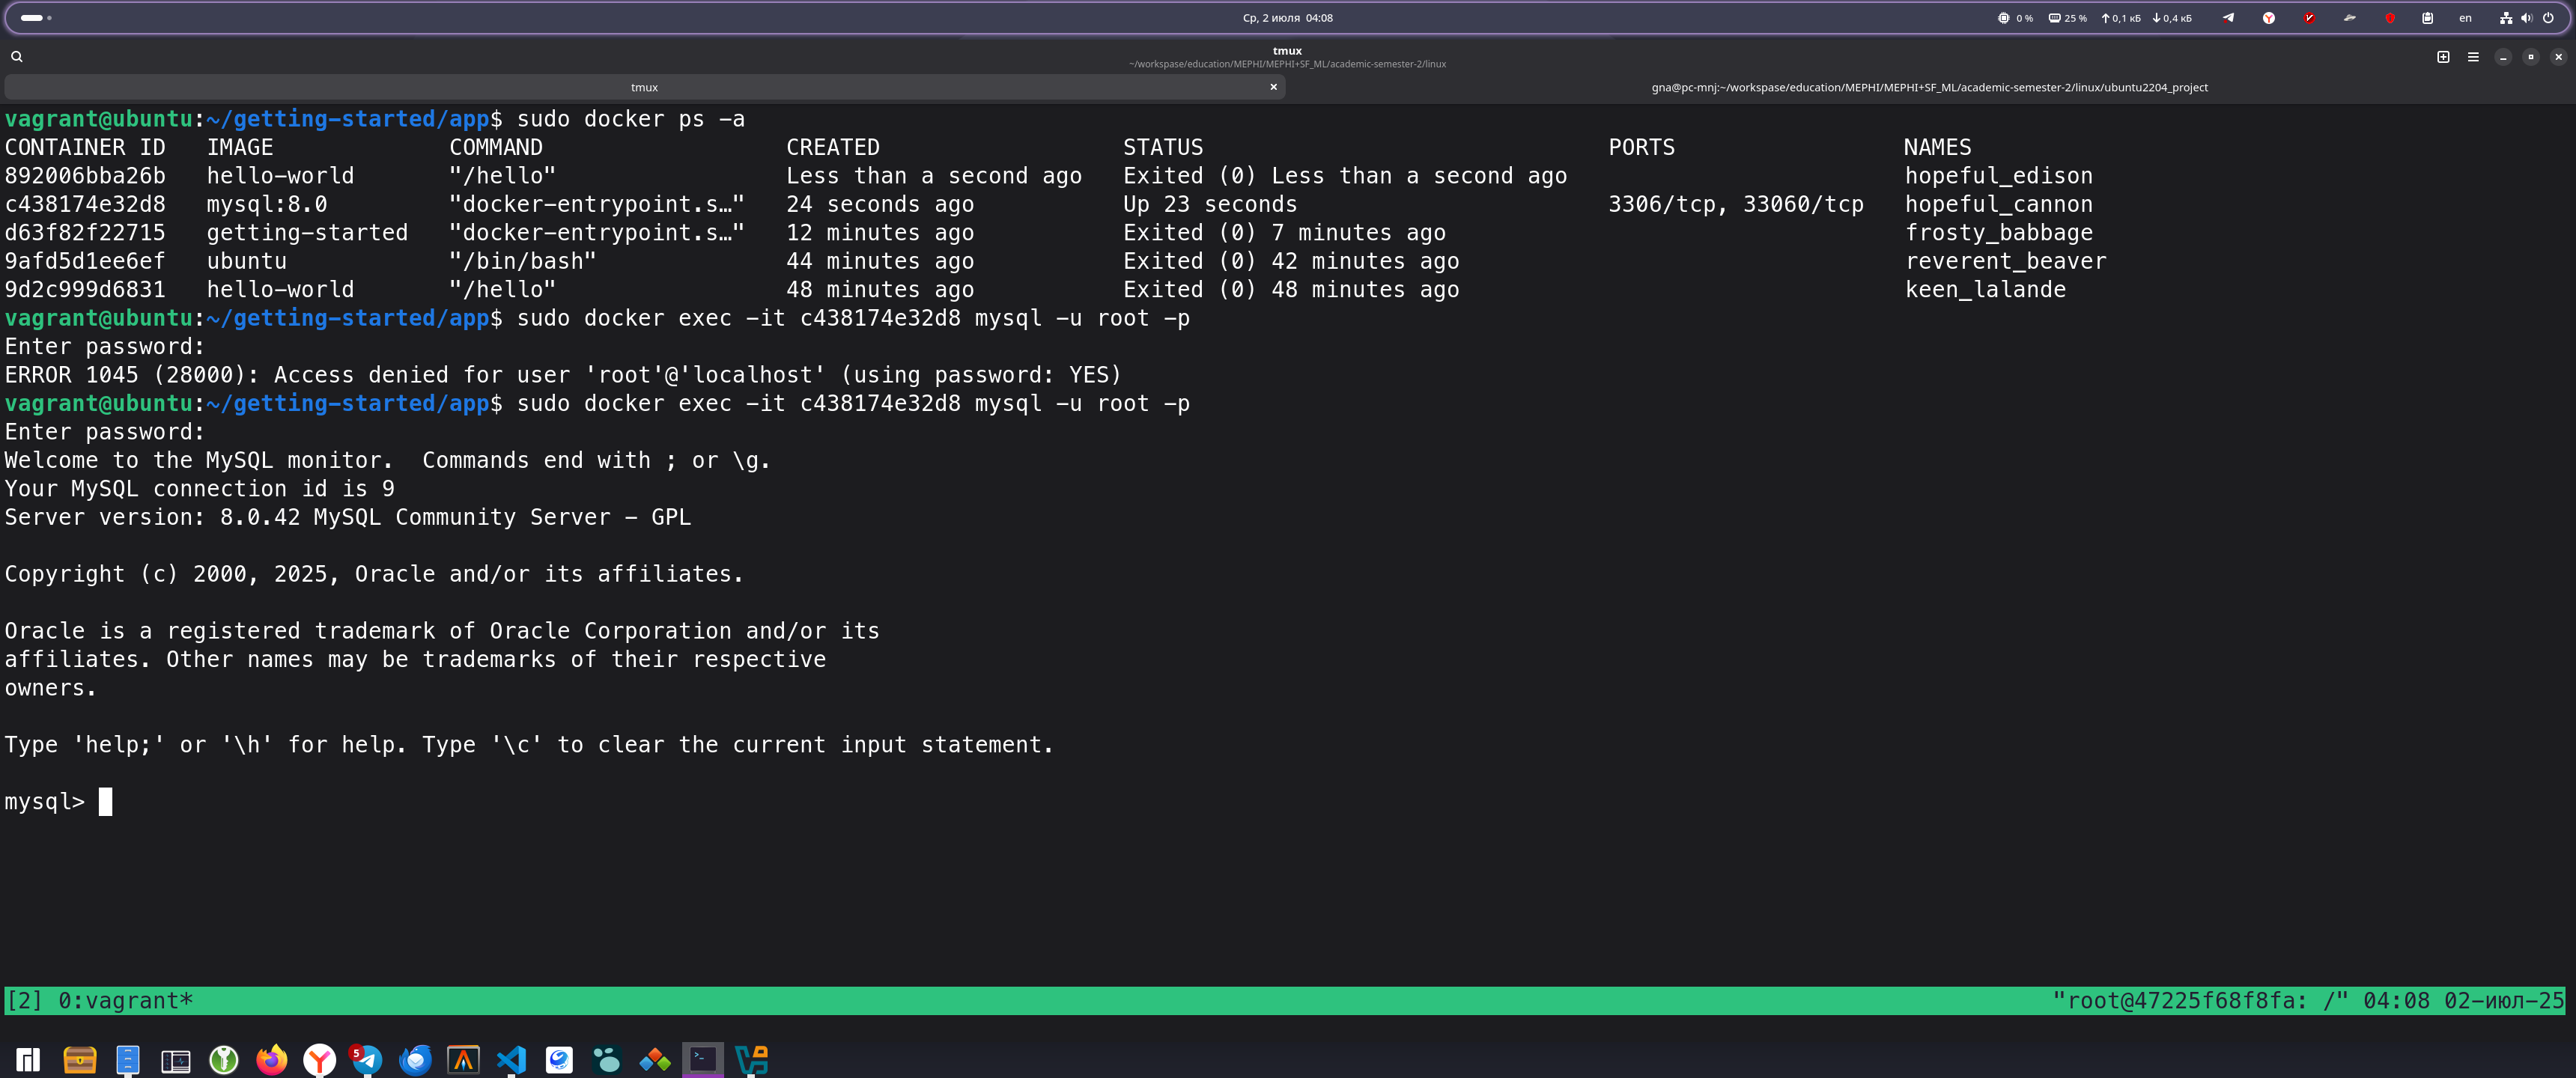 Ср, 2 июля 04:08
0 %
25 %
0,1 кБ
0,4 кБ
en
tmux
~/workspase/education/MEPHI/MEPHI+SF_ML/academic-semester-2/linux
tmux
gna@pc-mnj:~/workspase/education/MEPHI/MEPHI+SF_ML/academic-semester-2/linux/ubuntu2204_project
vagrant@ubuntu:~/getting-started/app$ sudo docker ps -a
CONTAINER ID   IMAGE             COMMAND                  CREATED                  STATUS                              PORTS                 NAMES
892006bba26b   hello-world       "/hello"                 Less than a second ago   Exited (0) Less than a second ago                         hopeful_edison
c438174e32d8   mysql:8.0         "docker-entrypoint.s…"   24 seconds ago           Up 23 seconds                       3306/tcp, 33060/tcp   hopeful_cannon
d63f82f22715   getting-started   "docker-entrypoint.s…"   12 minutes ago           Exited (0) 7 minutes ago                                  frosty_babbage
9afd5d1ee6ef   ubuntu            "/bin/bash"              44 minutes ago           Exited (0) 42 minutes ago                                 reverent_beaver
9d2c999d6831   hello-world       "/hello"                 48 minutes ago           Exited (0) 48 minutes ago                                 keen_lalande
vagrant@ubuntu:~/getting-started/app$ sudo docker exec -it c438174e32d8 mysql -u root -p
Enter password:
ERROR 1045 (28000): Access denied for user 'root'@'localhost' (using password: YES)
vagrant@ubuntu:~/getting-started/app$ sudo docker exec -it c438174e32d8 mysql -u root -p
Enter password:
Welcome to the MySQL monitor.  Commands end with ; or \g.
Your MySQL connection id is 9
Server version: 8.0.42 MySQL Community Server - GPL
Copyright (c) 2000, 2025, Oracle and/or its affiliates.
Oracle is a registered trademark of Oracle Corporation and/or its
affiliates. Other names may be trademarks of their respective
owners.
Type 'help;' or '\h' for help. Type '\c' to clear the current input statement.
mysql>
[2] 0:vagrant* "root@47225f68f8fa: /" 04:08 02-июл-25
5